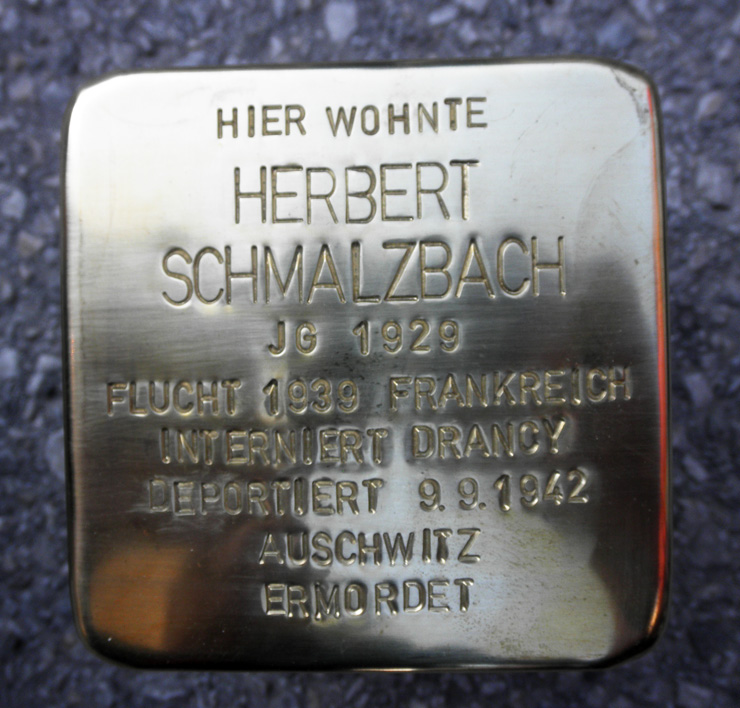 HIER WOHNTE
HERBERT
SCHMALZBACH
JG 1929
FLUCHT 1939 FRANKREICH
INTERNIERT DRANCY
DEPORTIERT 9.9.1942
AUSCHWITZ
ERMORDET